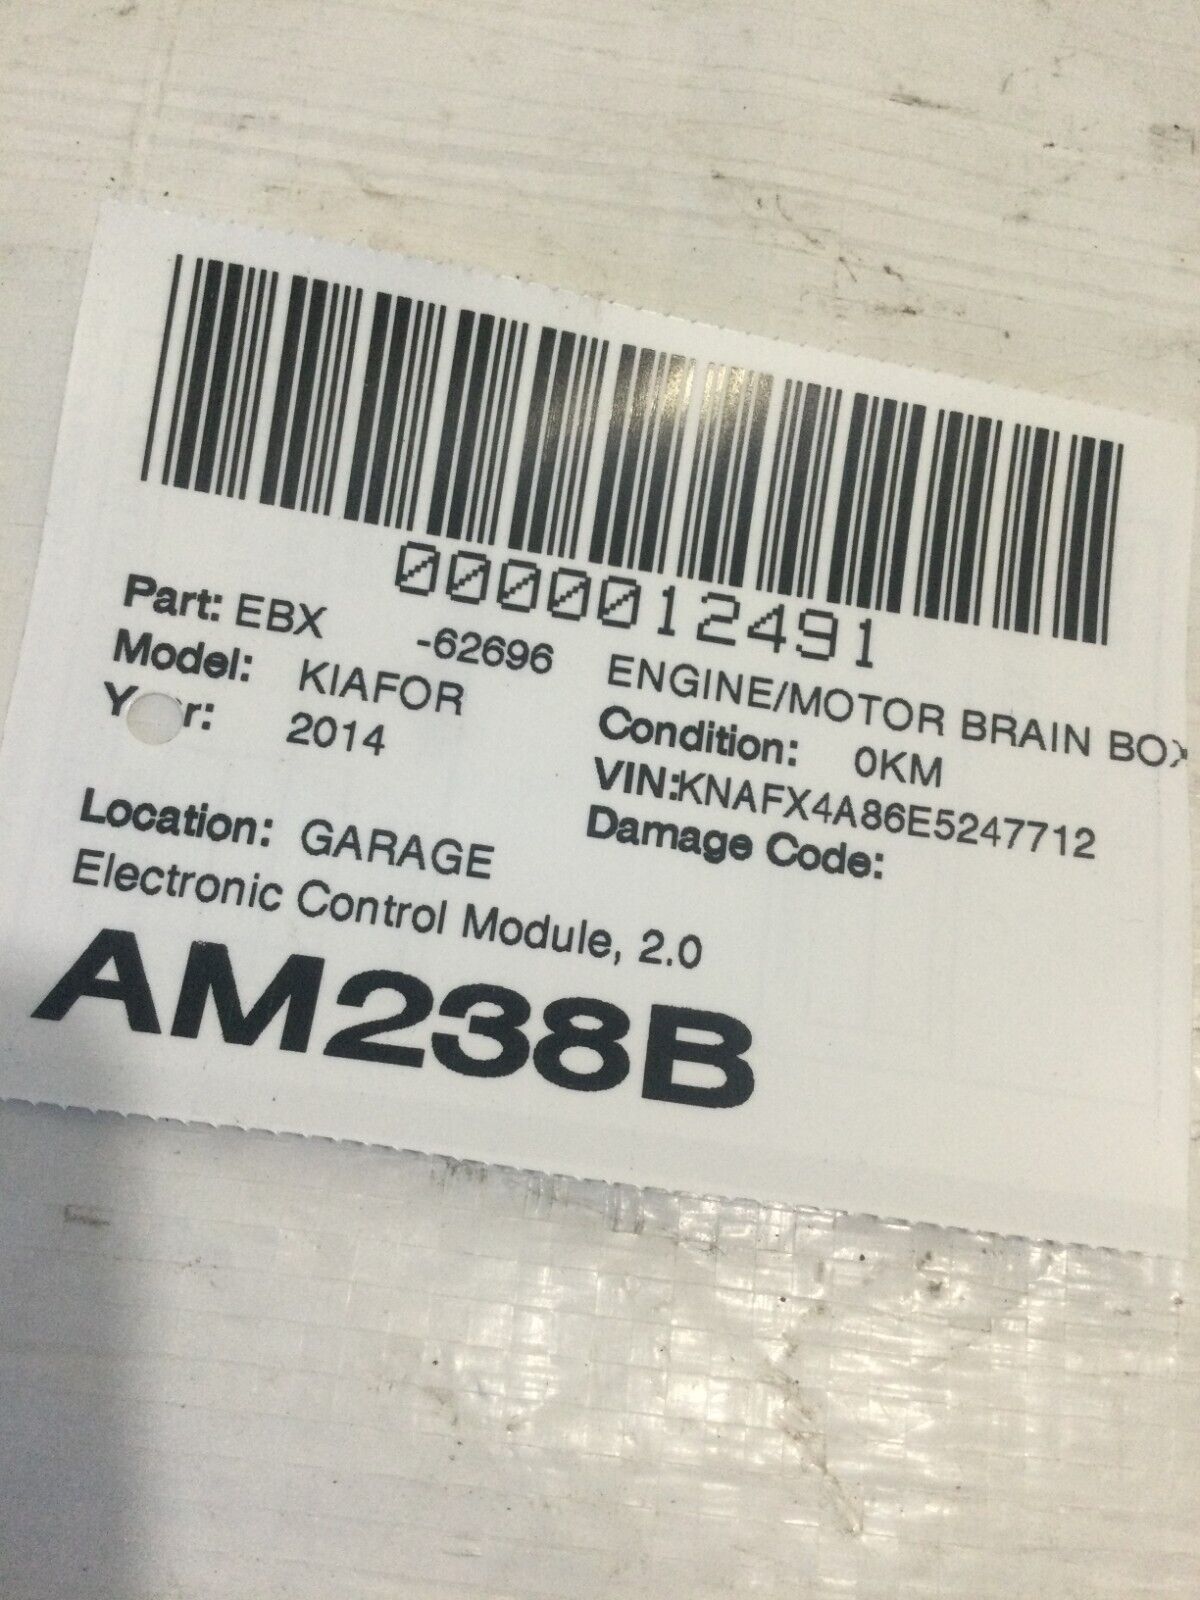 0000012491
Part: EBX -62696 ENGINE/MOTOR BRAIN BOX
Model: KIAFOR Condition: 0KM
Year: 2014 VIN:KNAFX4A86E5247712
Damage Code:
Location: GARAGE
Electronic Control Module, 2.0
AM238B